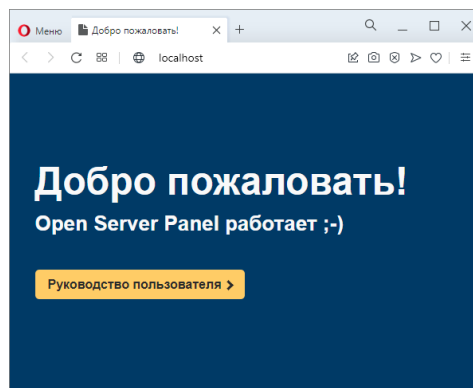 Меню
Добро пожаловать!
localhost
Добро пожаловать!
Open Server Panel работает ;-)
Руководство пользователя